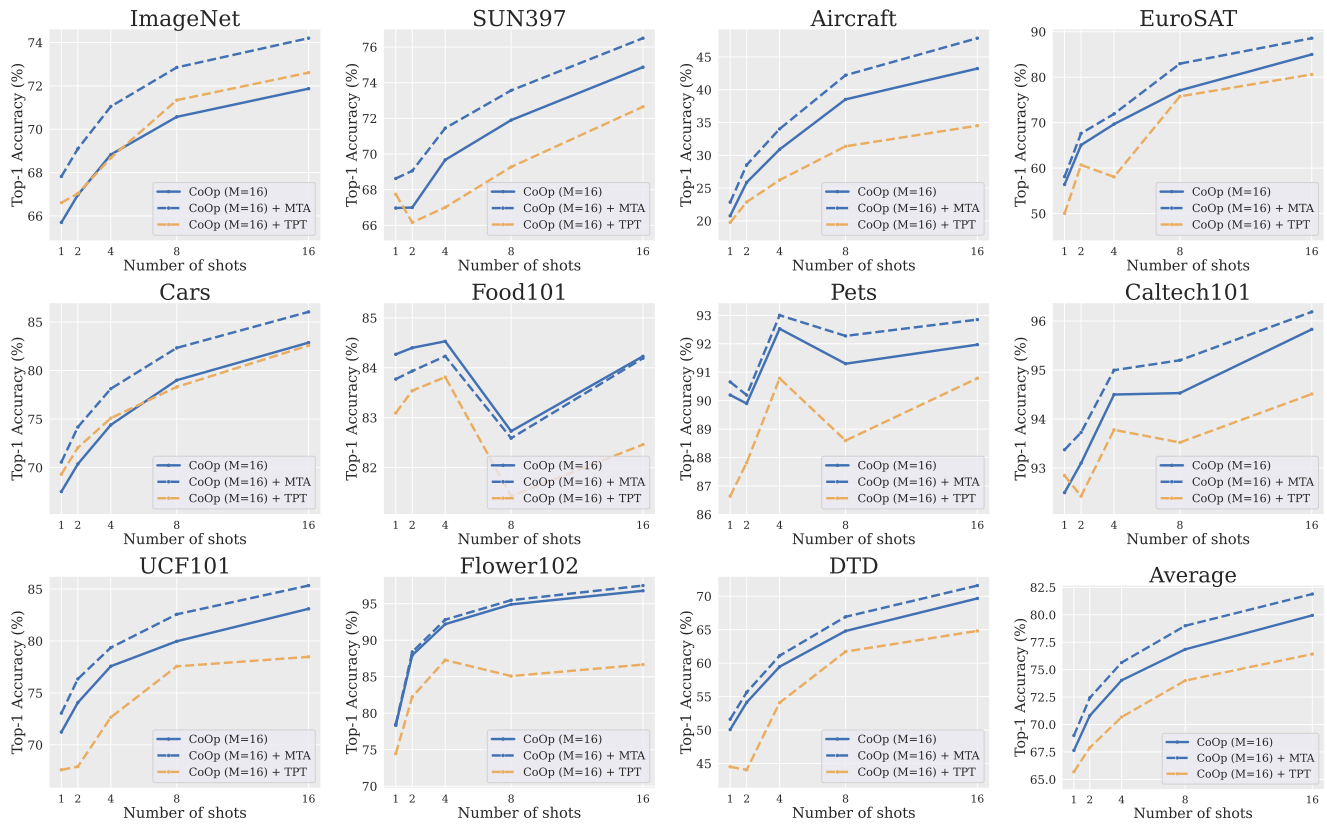 ImageNet
Top-1 Accuracy (%)
74
72
70
68
66
CoOp (M=16)
CoOp (M=16) + MTA
CoOp (M=16) + TPT
1 2 4 8 16
Number of shots
SUN397
Top-1 Accuracy (%)
76
74
72
70
68
66
CoOp (M=16)
CoOp (M=16) + MTA
CoOp (M=16) + TPT
1 2 4 8 16
Number of shots
Aircraft
Top-1 Accuracy (%)
45
40
35
30
25
20
CoOp (M=16)
CoOp (M=16) + MTA
CoOp (M=16) + TPT
1 2 4 8 16
Number of shots
EuroSAT
Top-1 Accuracy (%)
90
80
70
60
50
CoOp (M=16)
CoOp (M=16) + MTA
CoOp (M=16) + TPT
1 2 4 8 16
Number of shots
Cars
Top-1 Accuracy (%)
85
80
75
70
CoOp (M=16)
CoOp (M=16) + MTA
CoOp (M=16) + TPT
1 2 4 8 16
Number of shots
Food101
Top-1 Accuracy (%)
85
84
83
82
CoOp (M=16)
CoOp (M=16) + MTA
CoOp (M=16) + TPT
1 2 4 8 16
Number of shots
Pets
Top-1 Accuracy (%)
93
92
91
90
89
88
87
86
CoOp (M=16)
CoOp (M=16) + MTA
CoOp (M=16) + TPT
1 2 4 8 16
Number of shots
Caltech101
Top-1 Accuracy (%)
96
95
94
93
CoOp (M=16)
CoOp (M=16) + MTA
CoOp (M=16) + TPT
1 2 4 8 16
Number of shots
UCF101
Top-1 Accuracy (%)
85
80
75
70
CoOp (M=16)
CoOp (M=16) + MTA
CoOp (M=16) + TPT
1 2 4 8 16
Number of shots
Flower102
Top-1 Accuracy (%)
95
90
85
80
75
70
CoOp (M=16)
CoOp (M=16) + MTA
CoOp (M=16) + TPT
1 2 4 8 16
Number of shots
DTD
Top-1 Accuracy (%)
70
65
60
55
50
45
CoOp (M=16)
CoOp (M=16) + MTA
CoOp (M=16) + TPT
1 2 4 8 16
Number of shots
Average
Top-1 Accuracy (%)
82.5
80.0
77.5
75.0
72.5
70.0
67.5
65.0
CoOp (M=16)
CoOp (M=16) + MTA
CoOp (M=16) + TPT
1 2 4 8 16
Number of shots